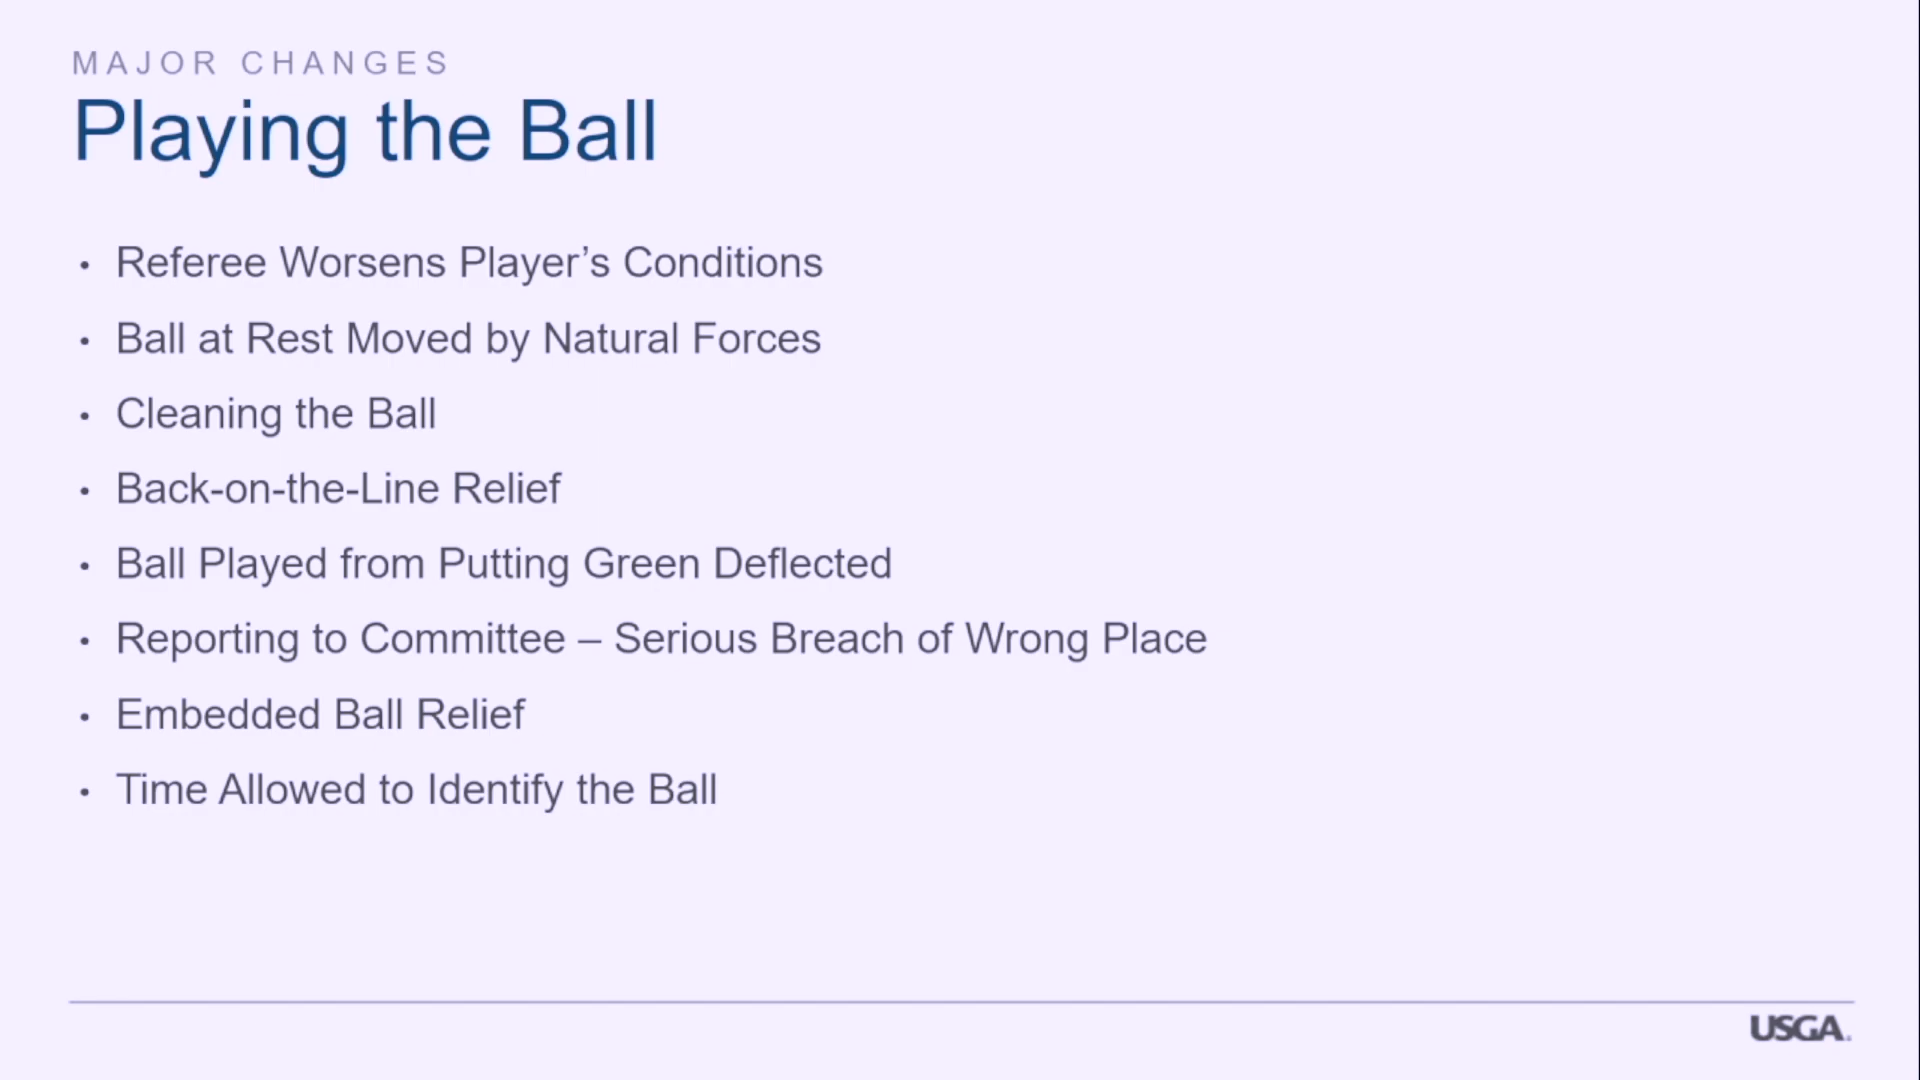 MAJOR CHANGES
Playing the Ball
• Referee Worsens Player’s Conditions
• Ball at Rest Moved by Natural Forces
• Cleaning the Ball
• Back-on-the-Line Relief
• Ball Played from Putting Green Deflected
• Reporting to Committee – Serious Breach of Wrong Place
• Embedded Ball Relief
• Time Allowed to Identify the Ball
USGA.